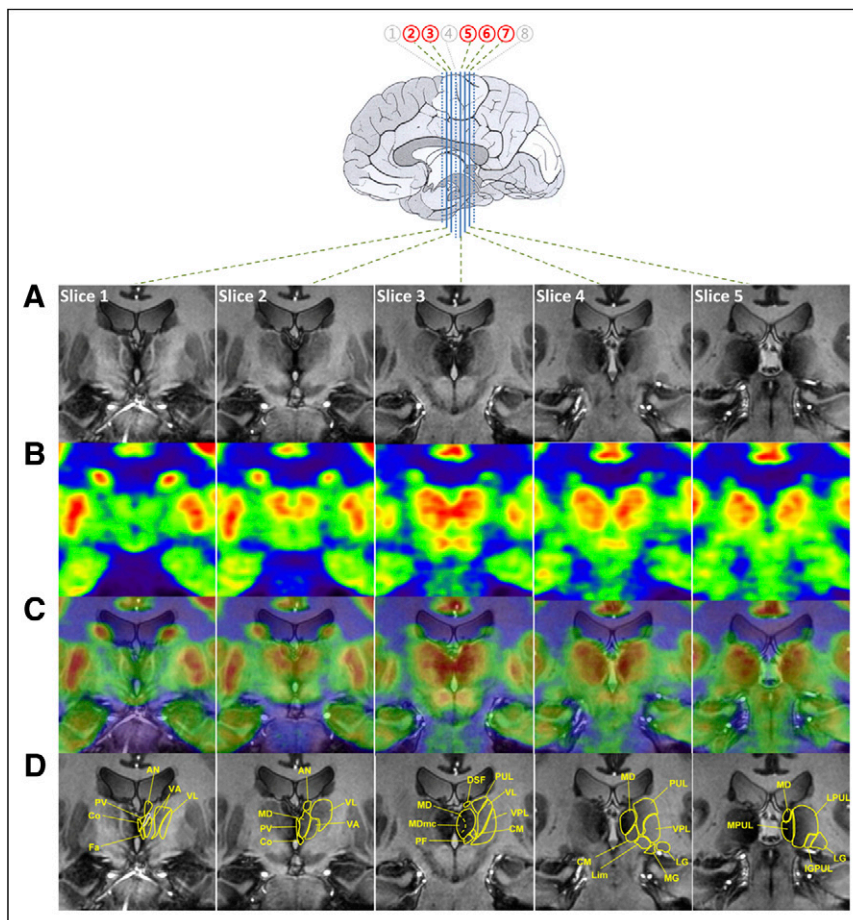 ① ② ③ ④ ⑤ ⑥ ⑦ ⑧
A
Slice 1 Slice 2 Slice 3 Slice 4 Slice 5
B
C
D
AN
VA
PV
VL
Co
Fa
AN
VL
MD
PV
VA
Co
DSF
PUL
VL
MD
MDmc
VPL
PF
CM
MD
PUL
VPL
CM
Lim
LG
MG
MD
LPUL
MPUL
LG
IGPUL